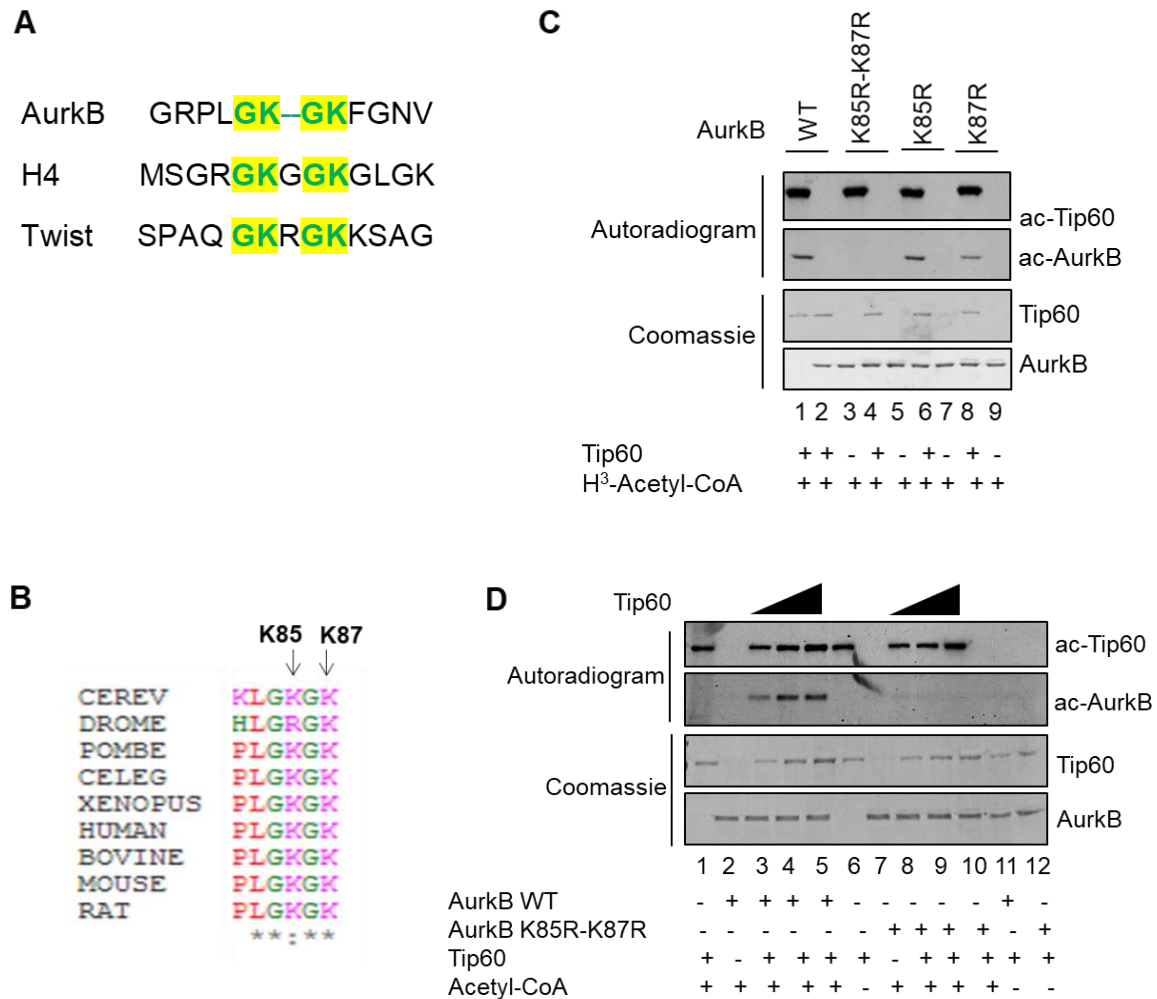 A
AurkB GRPLGK--GKFGNV
H4 MSGRGKGGKGLGK
Twist SPAQ GKRGKKSAG
C
AurkB
WT
K85R-K87R
K85R
K87R
Autoradiogram
ac-Tip60
ac-AurkB
Coomassie
Tip60
AurkB
1 2 3 4 5 6 7 8 9
Tip60 + + - + - + - + -
H³-Acetyl-CoA + + + + + + + + +
B
K85 K87
CEREV KLGKGK
DROME HLGRGK
POMBE PLGKGK
CELEG PLGKGK
XENOPUS PLGKGK
HUMAN PLGKGK
BOVINE PLGKGK
MOUSE PLGKGK
RAT PLGKGK
**:**
D
Tip60
Autoradiogram
ac-Tip60
ac-AurkB
Coomassie
Tip60
AurkB
1 2 3 4 5 6 7 8 9 10 11 12
AurkB WT - + + + + - - - - - + -
AurkB K85R-K87R - - - - - - + + + + - +
Tip60 + - + + + + - + + + + +
Acetyl-CoA + + + + + - + + + + - -